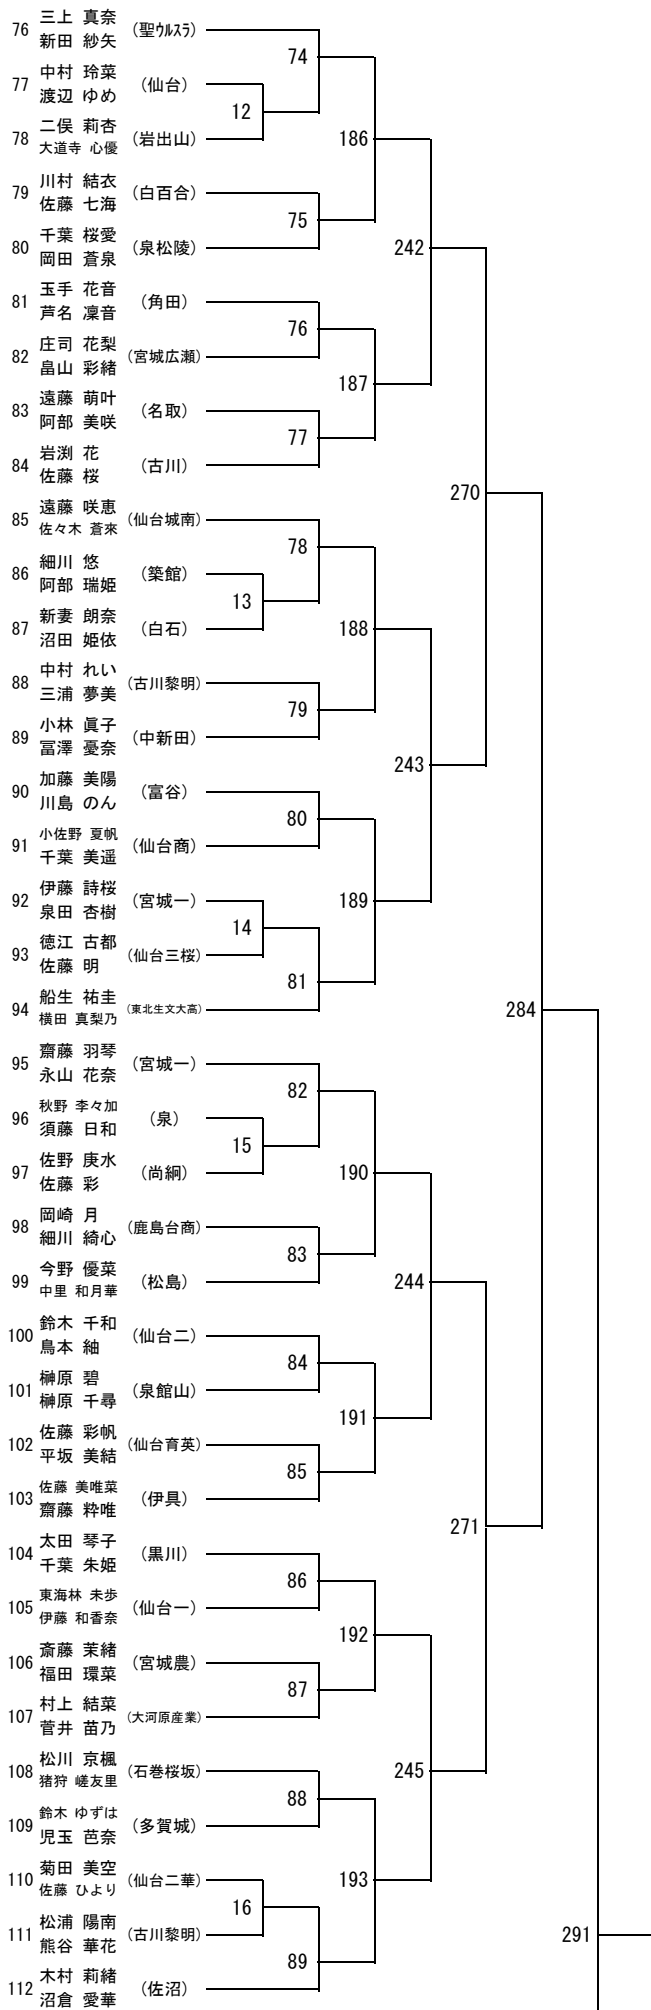 76 三上 真奈 (聖ウルスラ)
新田 紗矢
74
77 中村 玲菜 (仙台)
渡辺 ゆめ
12
78 二俣 莉杏 (岩出山)
大道寺 心優
186
79 川村 結衣 (白百合)
佐藤 七海
75
80 千葉 桜愛 (泉松陵)
岡田 蒼泉
242
81 玉手 花音 (角田)
芦名 凜音
76
82 庄司 花梨 (宮城広瀬)
畠山 彩緒
187
83 遠藤 萌叶 (名取)
阿部 美咲
77
84 岩渕 花 (古川)
佐藤 桜
270
85 遠藤 咲恵 (仙台城南)
佐々木 蒼來
78
86 細川 悠 (築館)
阿部 瑞姫
13
87 新妻 朗奈 (白石)
沼田 姫依
188
88 中村 れい (古川黎明)
三浦 夢美
79
89 小林 眞子 (中新田)
冨澤 憂奈
243
90 加藤 美陽 (富谷)
川島 のん
80
91 小佐野 夏帆 (仙台商)
千葉 美遥
92 伊藤 詩桜 (宮城一)
泉田 杏樹
189
14
93 徳江 古都 (仙台三桜)
佐藤 明
81
94 船生 祐圭 (東北生文大高)
横田 真梨乃
284
95 齋藤 羽琴 (宮城一)
永山 花奈
82
96 秋野 李々加 (泉)
須藤 日和
15
97 佐野 庚水 (尚絅)
佐藤 彩
190
98 岡崎 月 (鹿島台商)
細川 綺心
83
99 今野 優菜 (松島)
中里 和月華
244
100 鈴木 千和 (仙台二)
鳥本 紬
84
101 榊原 碧 (泉館山)
榊原 千尋
191
102 佐藤 彩帆 (仙台育英)
平坂 美結
85
103 佐藤 美唯菜 (伊具)
齋藤 粋唯
271
104 太田 琴子 (黒川)
千葉 朱姫
86
105 東海林 未歩 (仙台一)
伊藤 和香奈
192
106 斎藤 茉緒 (宮城農)
福田 環菜
87
107 村上 結菜 (大河原産業)
菅井 苗乃
108 松川 京楓 (石巻桜坂)
猪狩 嵯友里
245
88
109 鈴木 ゆずは (多賀城)
児玉 芭奈
110 菊田 美空 (仙台二華)
佐藤 ひより
193
16
111 松浦 陽南 (古川黎明)
熊谷 華花
291
89
112 木村 莉緒 (佐沼)
沼倉 愛華